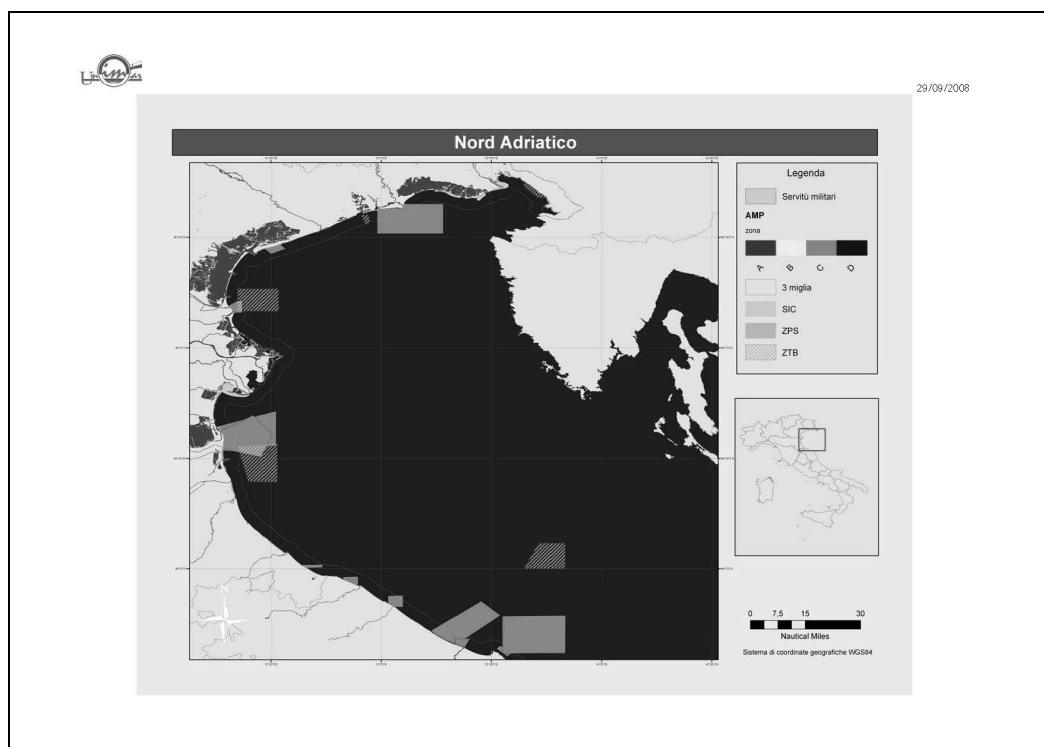 Unimar
29/09/2008
Nord Adriatico
Legenda
Servitù militari
AMP
zona
A B C D
3 miglia
SIC
ZPS
ZTB
N
0 7,5 15 30
Nautical Miles
Sistema di coordinate geografiche WGS84